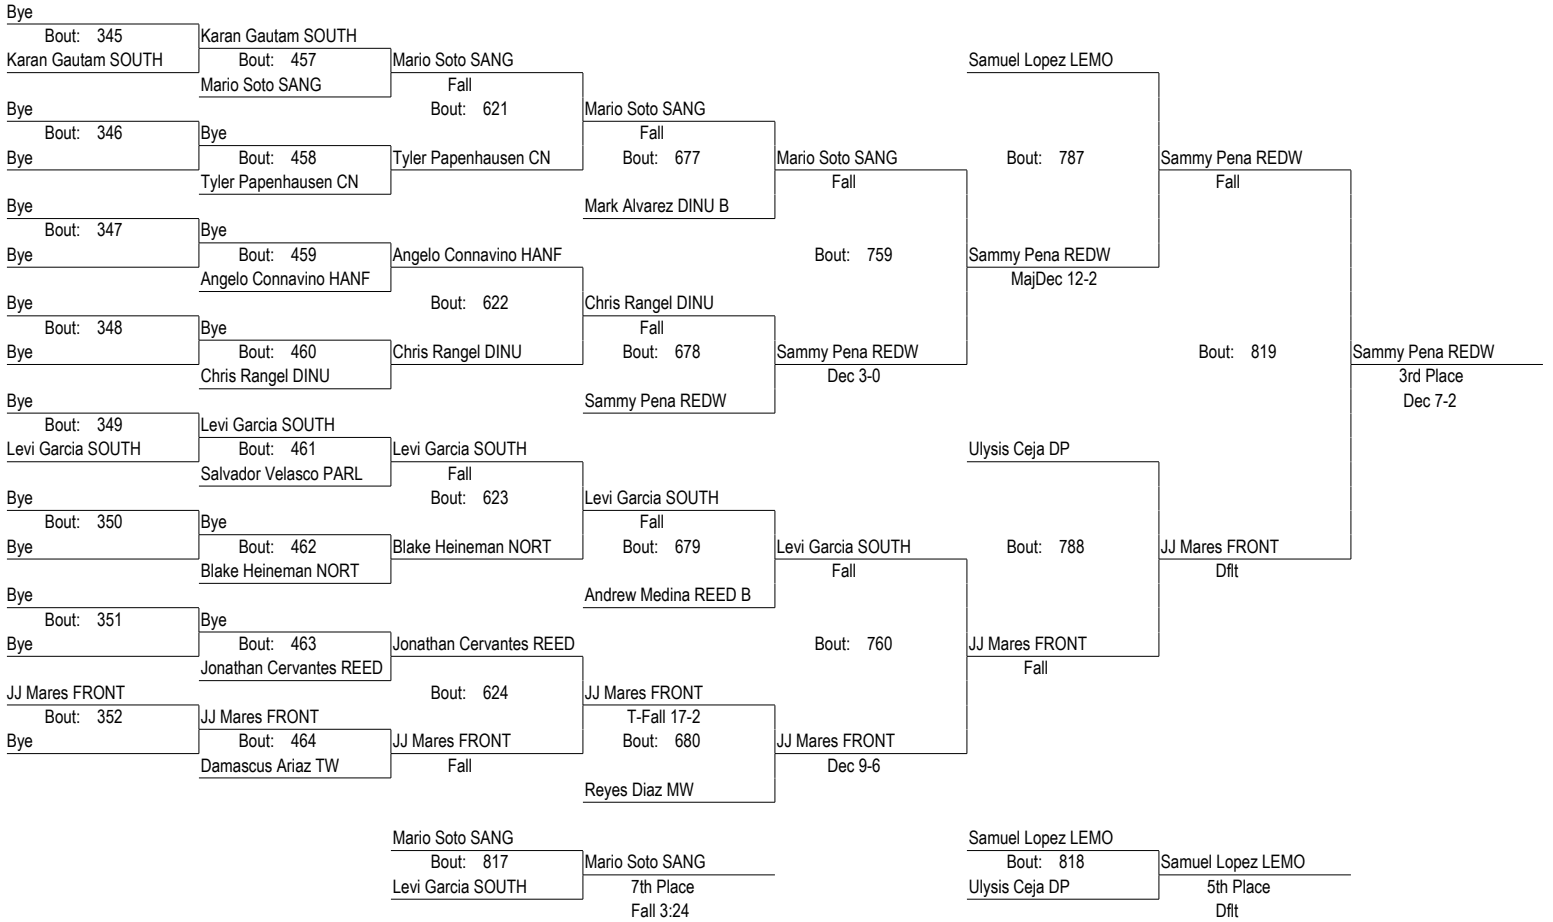 Bye
Bout: 345 Karan Gautam SOUTH
Karan Gautam SOUTH Bout: 457 Mario Soto SANG Samuel Lopez LEMO
Mario Soto SANG Fall
Bye Bout: 621 Mario Soto SANG
Bout: 346 Bye Fall
Bye Bout: 458 Tyler Papenhausen CN Bout: 677 Mario Soto SANG Bout: 787 Sammy Pena REDW
Tyler Papenhausen CN Fall Fall
Bye Mark Alvarez DINU B
Bout: 347 Bye
Bye Bout: 459 Angelo Connavino HANF Bout: 759 Sammy Pena REDW
Angelo Connavino HANF MajDec 12-2
Bye Bout: 622 Chris Rangel DINU
Bout: 348 Bye Fall
Bye Bout: 460 Chris Rangel DINU Bout: 678 Sammy Pena REDW Bout: 819 Sammy Pena REDW
Chris Rangel DINU Dec 3-0 3rd Place
Bye Sammy Pena REDW Dec 7-2
Bout: 349 Levi Garcia SOUTH
Levi Garcia SOUTH Bout: 461 Levi Garcia SOUTH Ulysis Ceja DP
Salvador Velasco PARL Fall
Bye Bout: 623 Levi Garcia SOUTH
Bout: 350 Bye Fall
Bye Bout: 462 Blake Heineman NORT Bout: 679 Levi Garcia SOUTH Bout: 788 JJ Mares FRONT
Blake Heineman NORT Fall Dflt
Bye Andrew Medina REED B
Bout: 351 Bye
Bye Bout: 463 Jonathan Cervantes REED Bout: 760 JJ Mares FRONT
Jonathan Cervantes REED Fall
JJ Mares FRONT Bout: 624 JJ Mares FRONT
Bout: 352 JJ Mares FRONT T-Fall 17-2
Bye Bout: 464 JJ Mares FRONT Bout: 680 JJ Mares FRONT
Damascus Ariaz TW Fall Dec 9-6
Reyes Diaz MW
Mario Soto SANG Samuel Lopez LEMO
Bout: 817 Mario Soto SANG Bout: 818 Samuel Lopez LEMO
Levi Garcia SOUTH 7th Place Ulysis Ceja DP 5th Place
Fall 3:24 Dflt